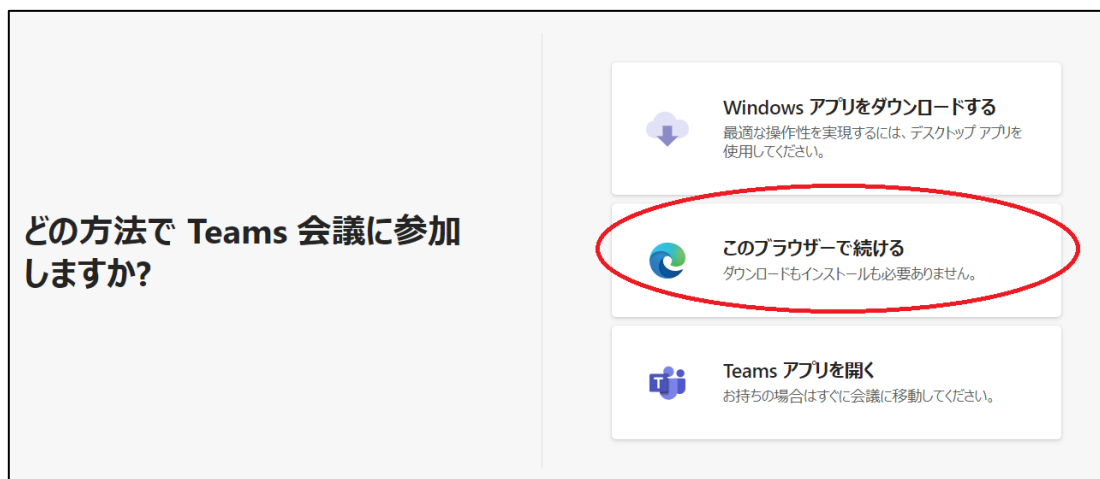 どの方法で Teams 会議に参加
しますか?
Windows アプリをダウンロードする
最適な操作性を実現するには、デスクトップ アプリを
使用してください。
このブラウザーで続ける
ダウンロードもインストールも必要ありません。
Teams アプリを開く
お持ちの場合はすぐに会議に移動してください。